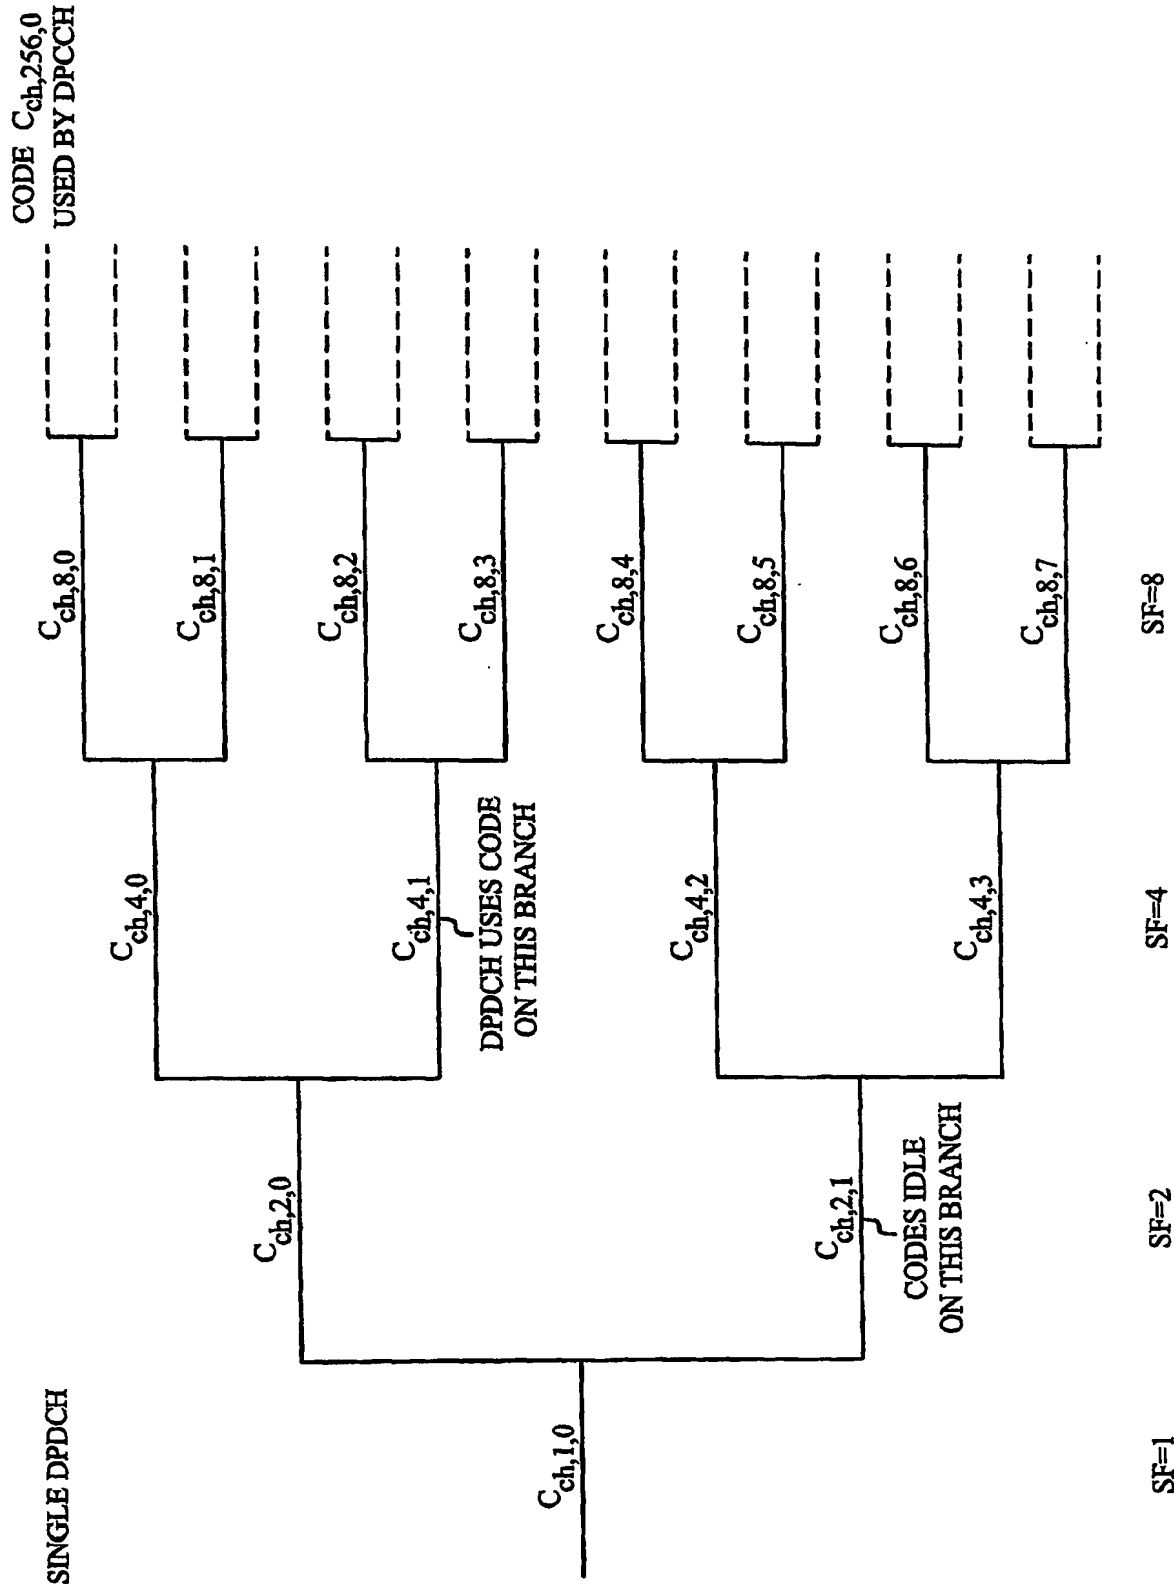 SINGLE DPDCH
CODE C_ch,256,0
USED BY DPCCH
C_ch,1,0
C_ch,2,0
C_ch,2,1
CODES IDLE
ON THIS BRANCH
C_ch,4,0
C_ch,4,1
DPDCH USES CODE
ON THIS BRANCH
C_ch,4,2
C_ch,4,3
C_ch,8,0
C_ch,8,1
C_ch,8,2
C_ch,8,3
C_ch,8,4
C_ch,8,5
C_ch,8,6
C_ch,8,7
SF=1
SF=2
SF=4
SF=8